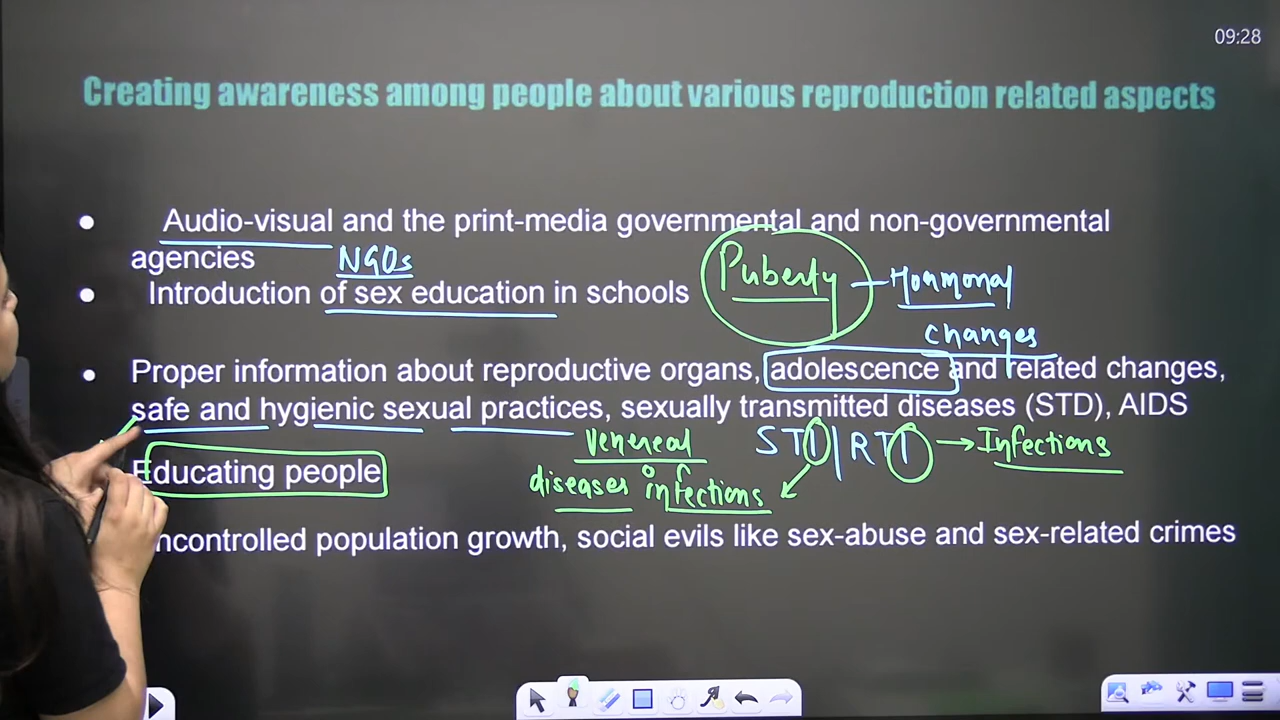 09:28
Creating awareness among people about various reproduction related aspects
Audio-visual and the print-media governmental and non-governmental
agencies NGOs
Puberty Hormonal
Introduction of sex education in schools
changes
Proper information about reproductive organs, adolescence and related changes,
safe and hygienic sexual practices, sexually transmitted diseases (STD), AIDS
Venereal STI/RTI → Infections
Educating people
diseases infections
ncontrolled population growth, social evils like sex-abuse and sex-related crimes